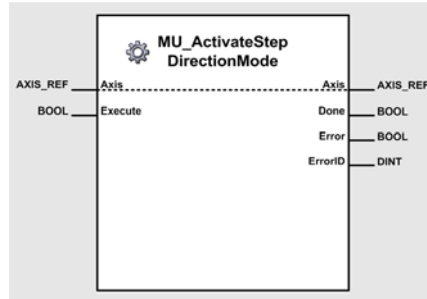 MU_ActivateStep
DirectionMode
AXIS_REF Axis Axis AXIS_REF
BOOL Execute Done BOOL
Error BOOL
ErrorID DINT